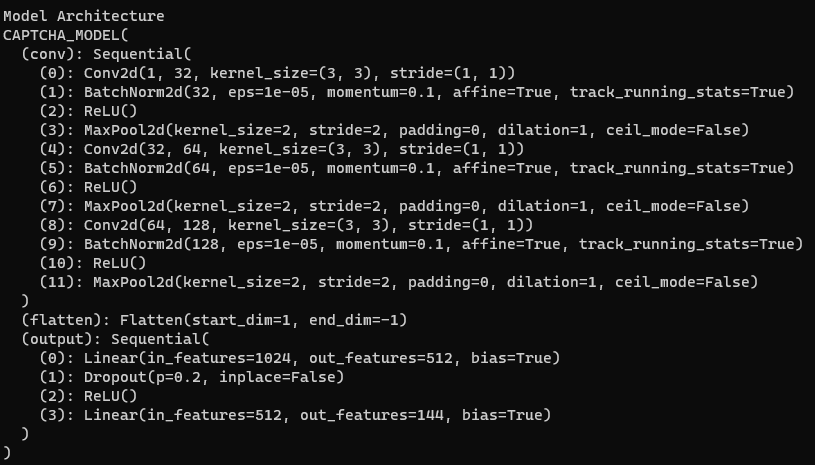 Model Architecture
CAPTCHA_MODEL(
  (conv): Sequential(
    (0): Conv2d(1, 32, kernel_size=(3, 3), stride=(1, 1))
    (1): BatchNorm2d(32, eps=1e-05, momentum=0.1, affine=True, track_running_stats=True)
    (2): ReLU()
    (3): MaxPool2d(kernel_size=2, stride=2, padding=0, dilation=1, ceil_mode=False)
    (4): Conv2d(32, 64, kernel_size=(3, 3), stride=(1, 1))
    (5): BatchNorm2d(64, eps=1e-05, momentum=0.1, affine=True, track_running_stats=True)
    (6): ReLU()
    (7): MaxPool2d(kernel_size=2, stride=2, padding=0, dilation=1, ceil_mode=False)
    (8): Conv2d(64, 128, kernel_size=(3, 3), stride=(1, 1))
    (9): BatchNorm2d(128, eps=1e-05, momentum=0.1, affine=True, track_running_stats=True)
    (10): ReLU()
    (11): MaxPool2d(kernel_size=2, stride=2, padding=0, dilation=1, ceil_mode=False)
  )
  (flatten): Flatten(start_dim=1, end_dim=-1)
  (output): Sequential(
    (0): Linear(in_features=1024, out_features=512, bias=True)
    (1): Dropout(p=0.2, inplace=False)
    (2): ReLU()
    (3): Linear(in_features=512, out_features=144, bias=True)
  )
)